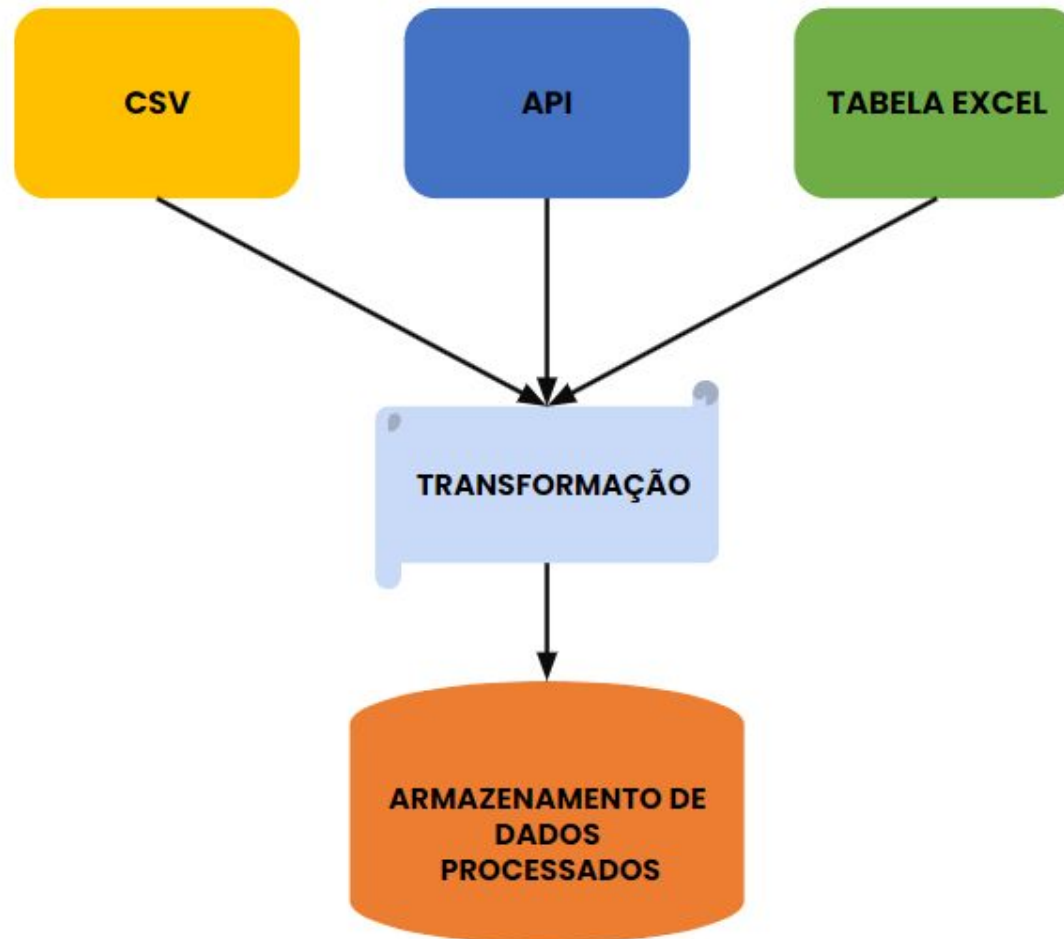 CSV
API
TABELA EXCEL
TRANSFORMAÇÃO
ARMAZENAMENTO DE
DADOS
PROCESSADOS